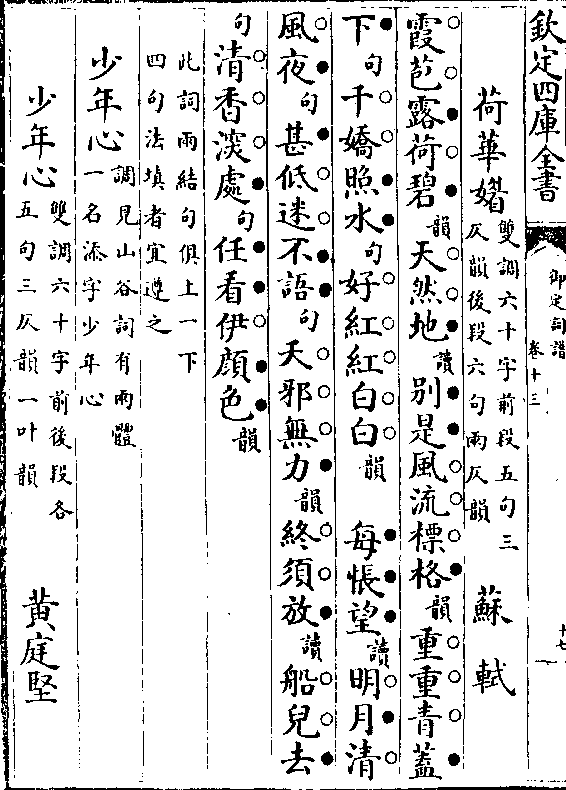 欽定四庫全書
御定詞譜
卷十三
十七
荷華媚
雙調六十字前段五句三
仄韻後段六句兩仄韻
蘇軾
霞苞露荷碧韻天然地讀别是風流標格韻重重青蓋
下句千嬌照水句好紅紅白白韻 每悵望讀明月清
風夜句甚低迷不語句夭邪無力韻終須放讀船兒去
句清香深處句任看伊顔色韻
此詞兩結句俱上一下
四句法填者宜遵之
少年心
調見山谷詞有兩體
一名添字少年心
少年心
雙調六十字前後段各
五句三仄韻一叶韻
黄庭堅